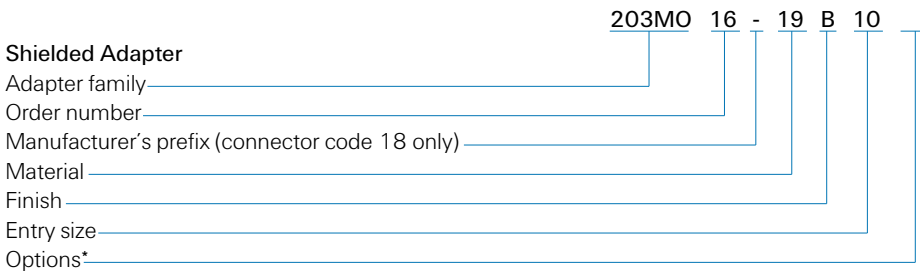 203MO 16 - 19 B 10
Shielded Adapter
Adapter family
Order number
Manufacturer´s prefix (connector code 18 only)
Material
Finish
Entry size
Options*